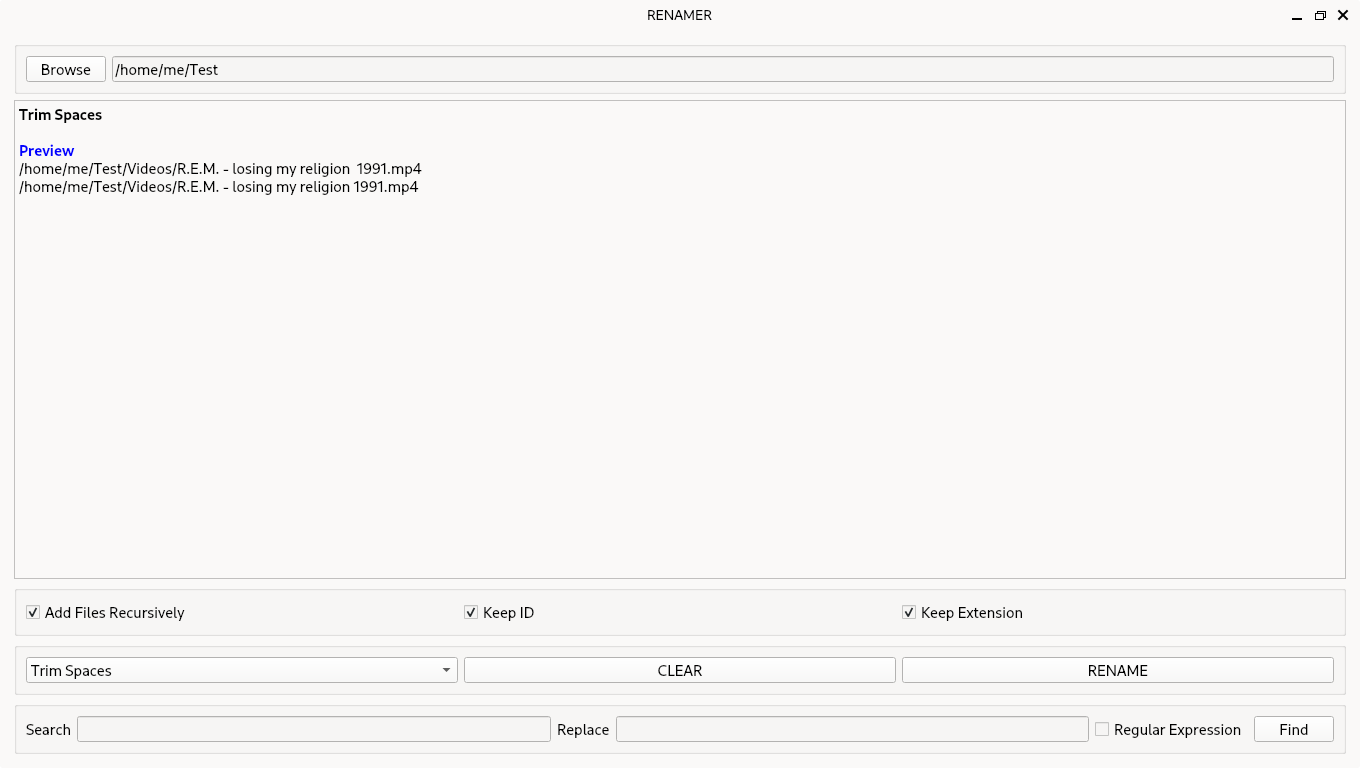 RENAMER
Browse /home/me/Test
Trim Spaces
Preview
/home/me/Test/Videos/R.E.M. - losing my religion  1991.mp4
/home/me/Test/Videos/R.E.M. - losing my religion 1991.mp4
Add Files Recursively Keep ID Keep Extension
Trim Spaces CLEAR RENAME
Search Replace Regular Expression Find